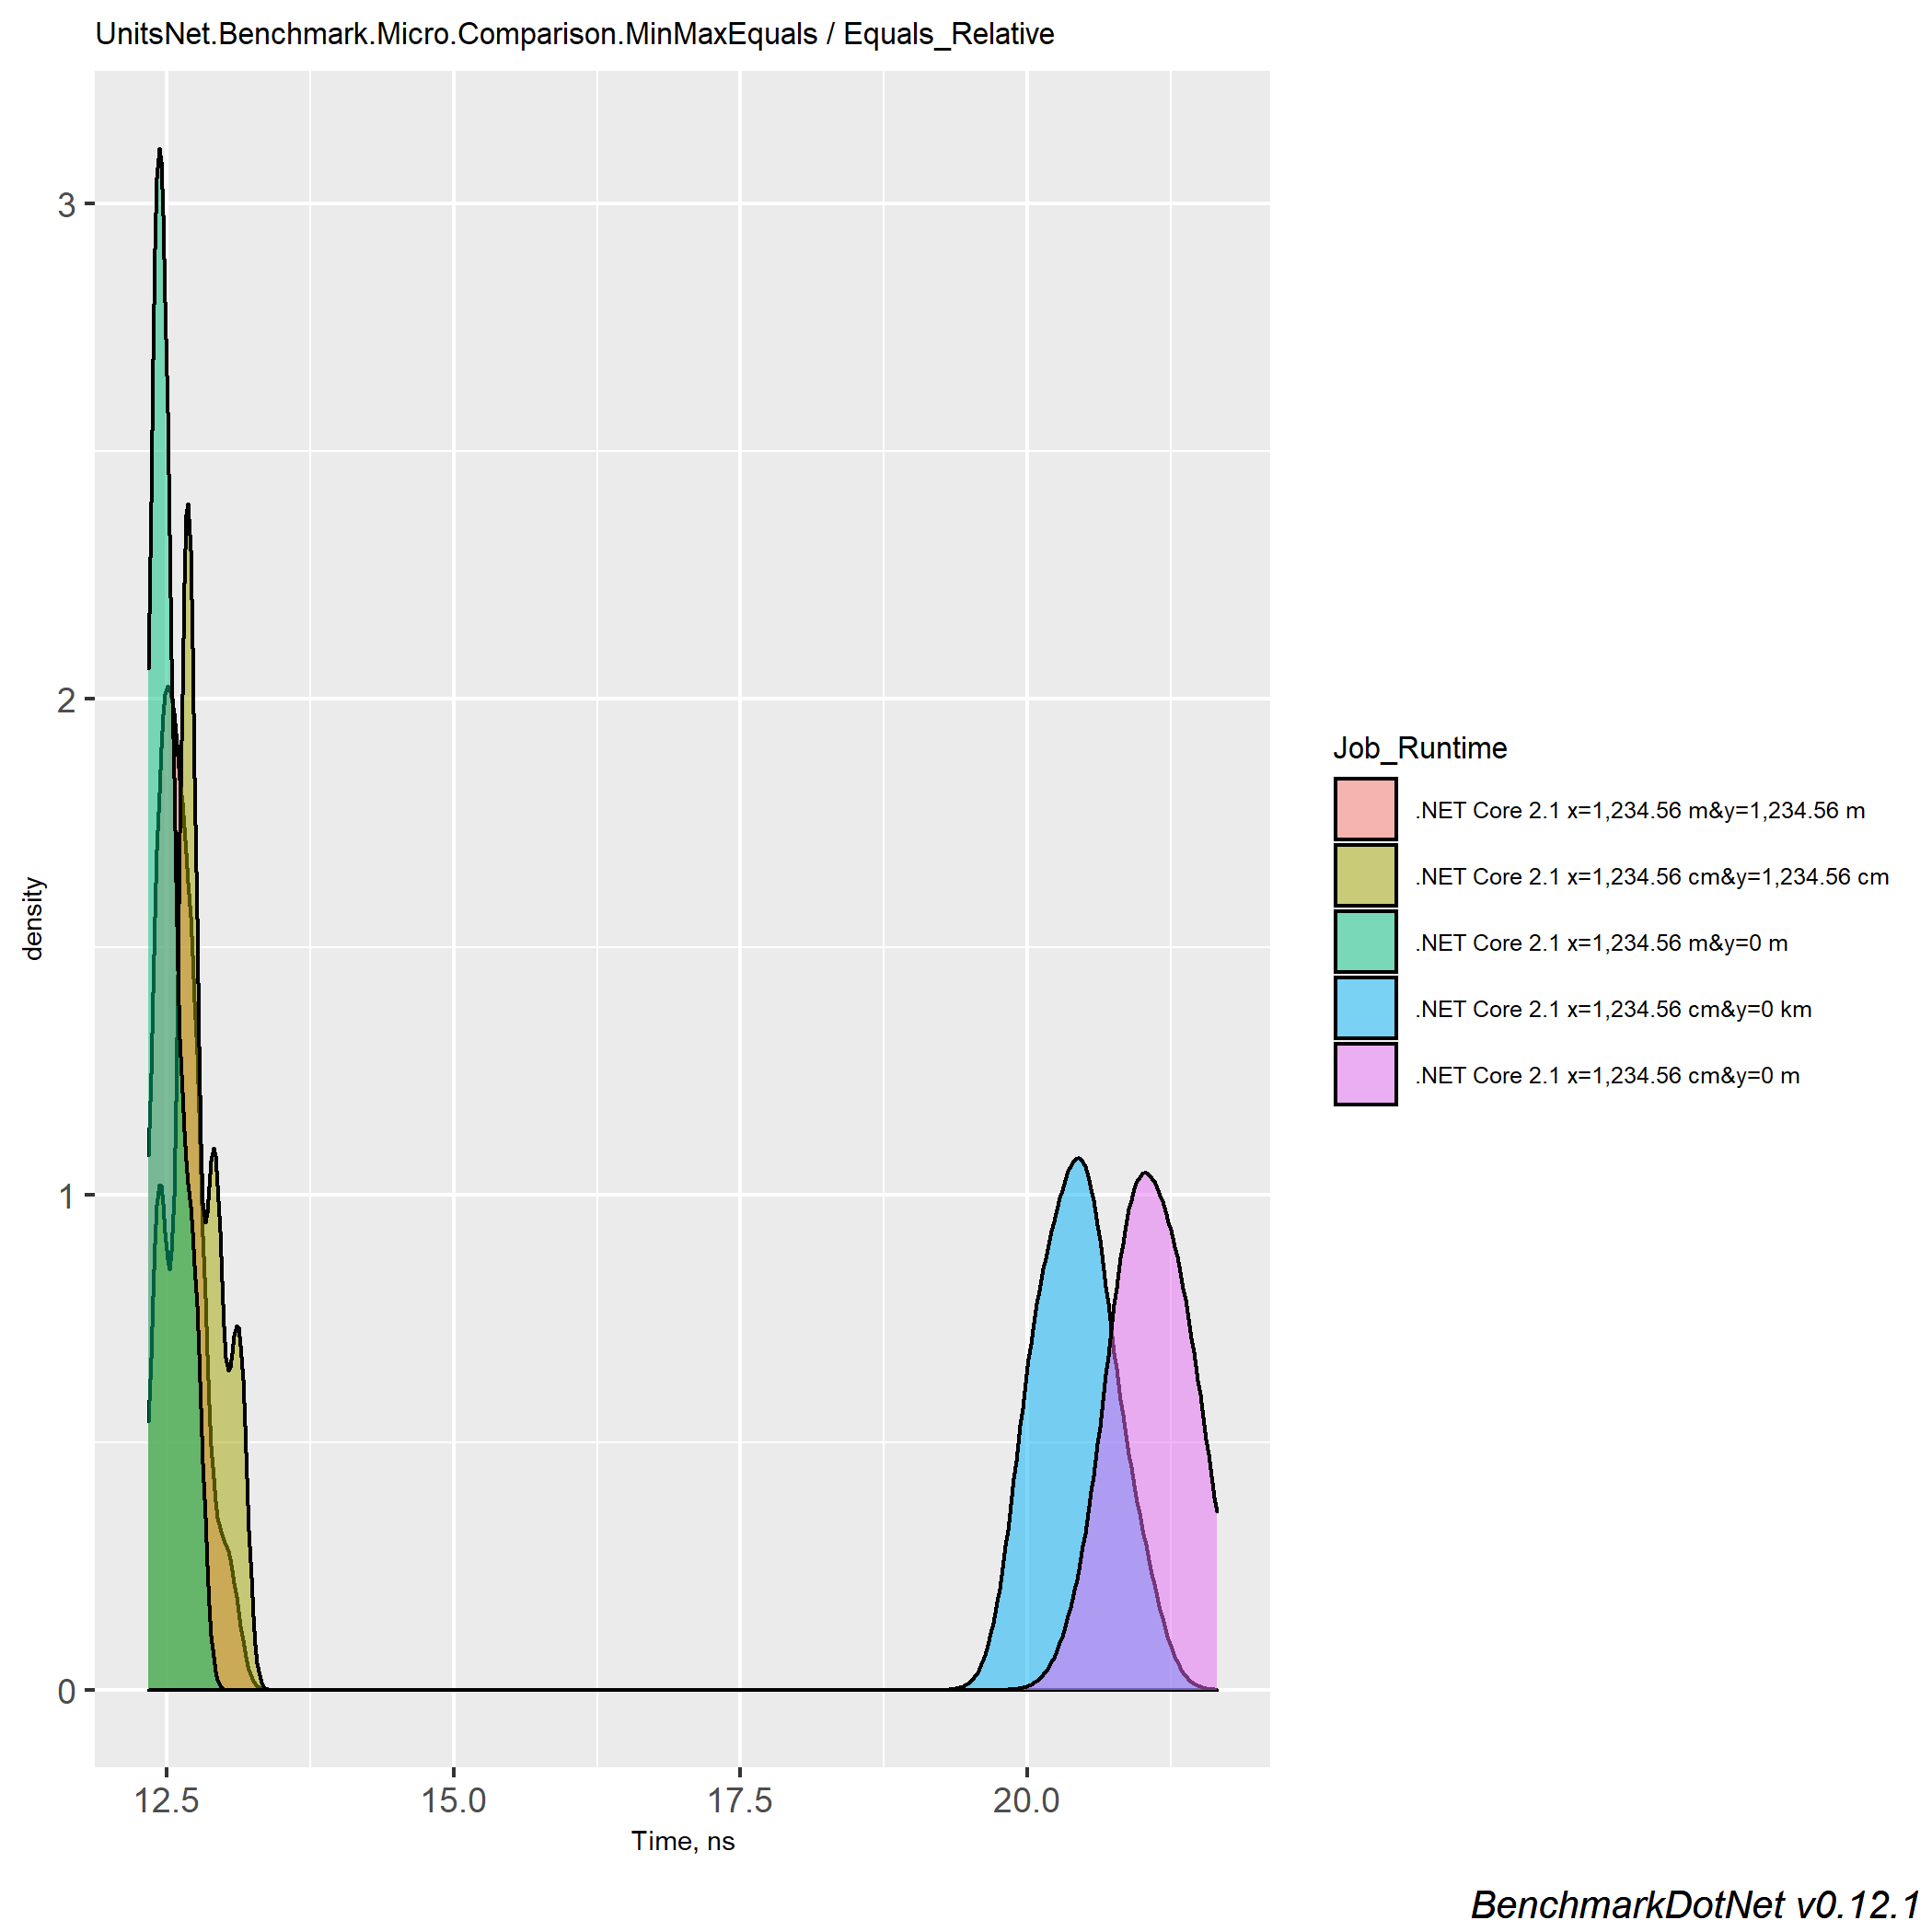 UnitsNet.Benchmark.Micro.Comparison.MinMaxEquals / Equals_Relative
3
2
1
0
density
12.5 15.0 17.5 20.0
Time, ns
Job_Runtime
.NET Core 2.1 x=1,234.56 m&y=1,234.56 m
.NET Core 2.1 x=1,234.56 cm&y=1,234.56 cm
.NET Core 2.1 x=1,234.56 m&y=0 m
.NET Core 2.1 x=1,234.56 cm&y=0 km
.NET Core 2.1 x=1,234.56 cm&y=0 m
BenchmarkDotNet v0.12.1